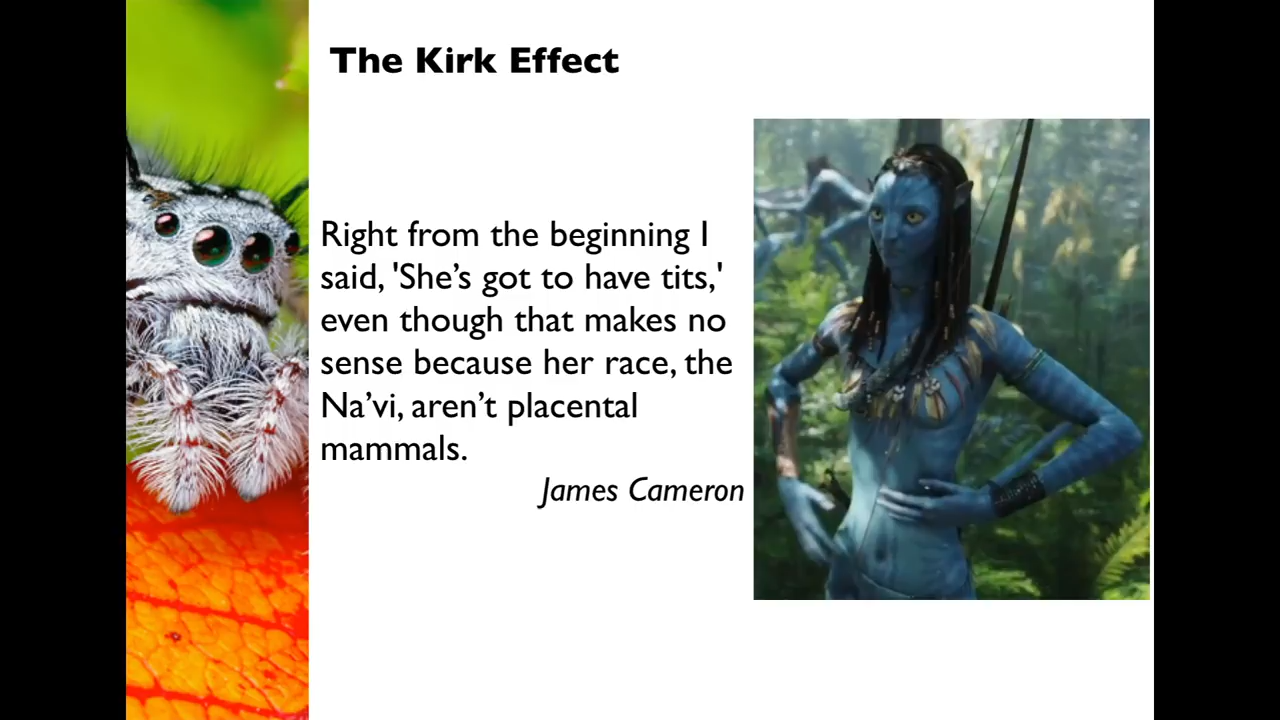 The Kirk Effect
Right from the beginning I
said, 'She’s got to have tits,'
even though that makes no
sense because her race, the
Na’vi, aren’t placental
mammals.
James Cameron